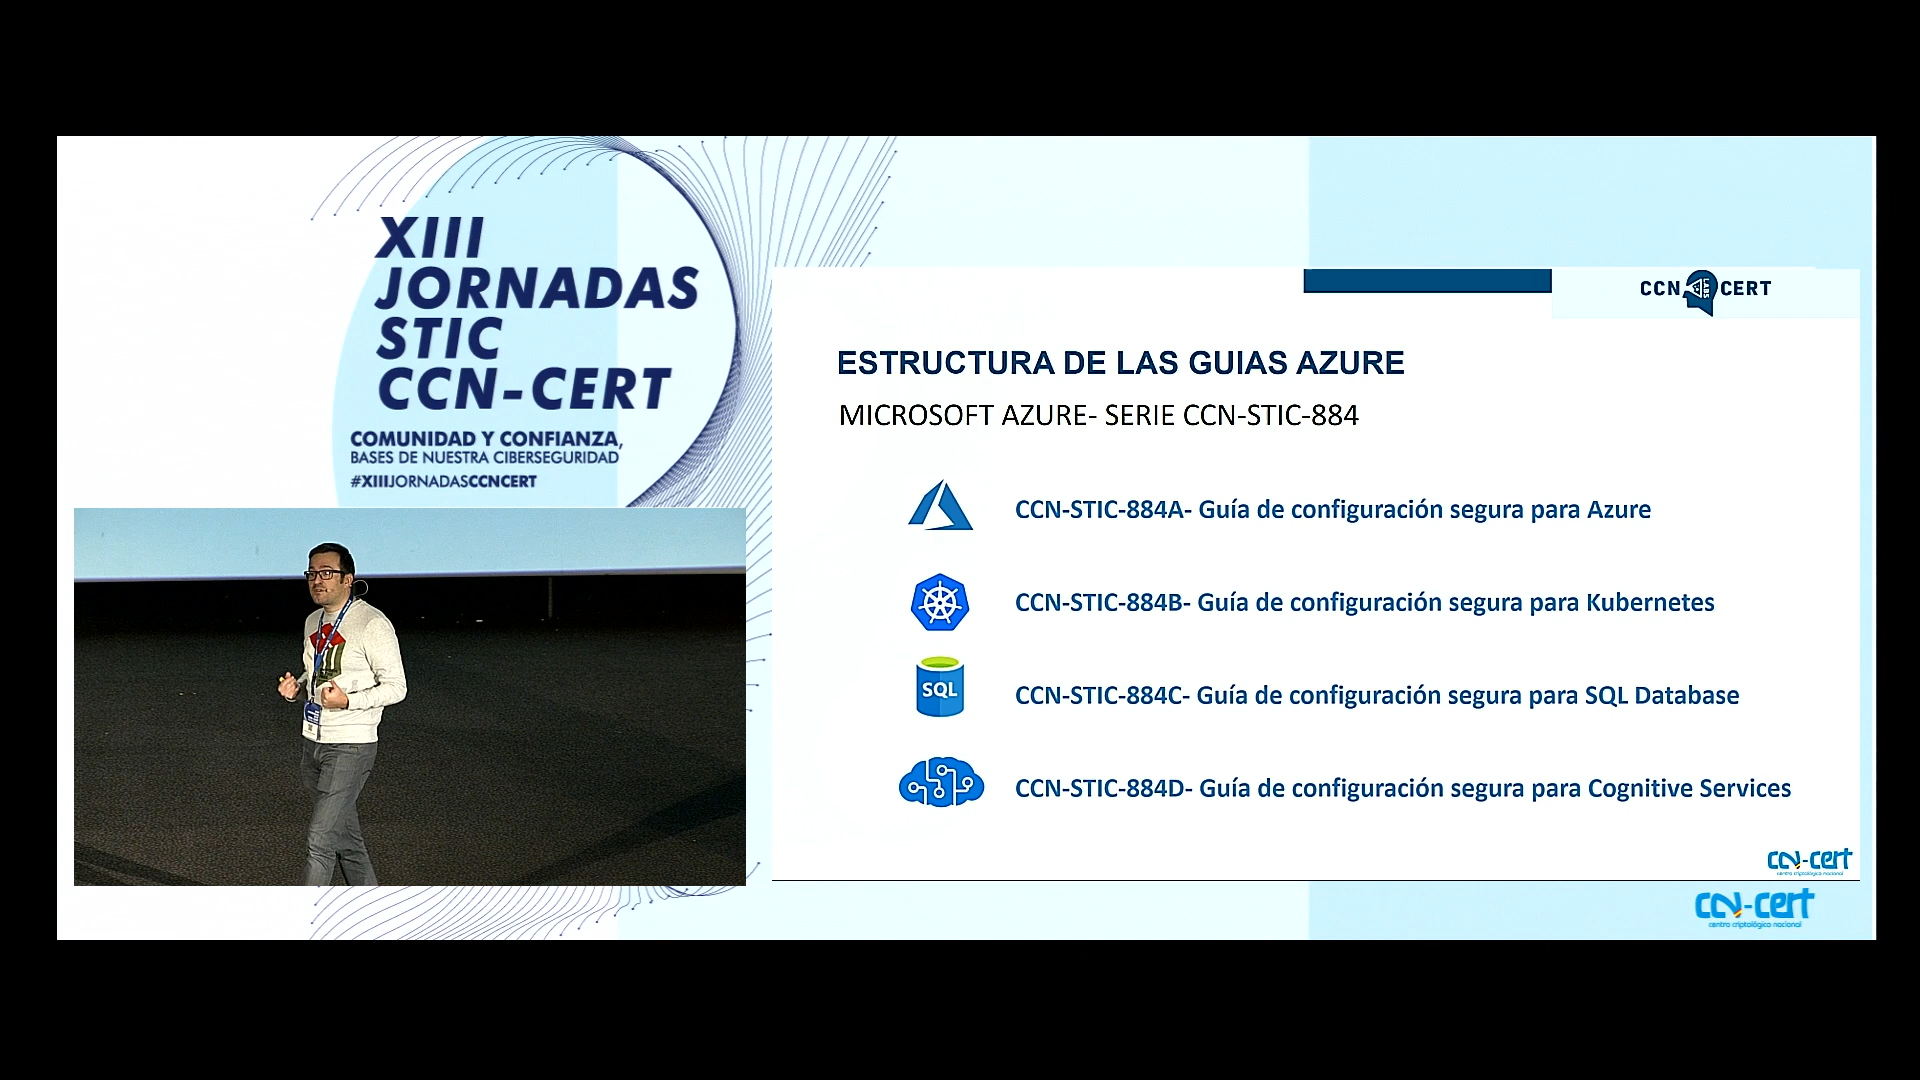 XIII
JORNADAS
STIC
CCN-CERT
COMUNIDAD Y CONFIANZA,
BASES DE NUESTRA CIBERSEGURIDAD
#XIIIJORNADASCCNCERT
CCN CERT
ESTRUCTURA DE LAS GUIAS AZURE
MICROSOFT AZURE- SERIE CCN-STIC-884
CCN-STIC-884A- Guía de configuración segura para Azure
CCN-STIC-884B- Guía de configuración segura para Kubernetes
SQL
CCN-STIC-884C- Guía de configuración segura para SQL Database
CCN-STIC-884D- Guía de configuración segura para Cognitive Services
ccn-cert
centro criptológico nacional
ccn-cert
centro criptológico nacional